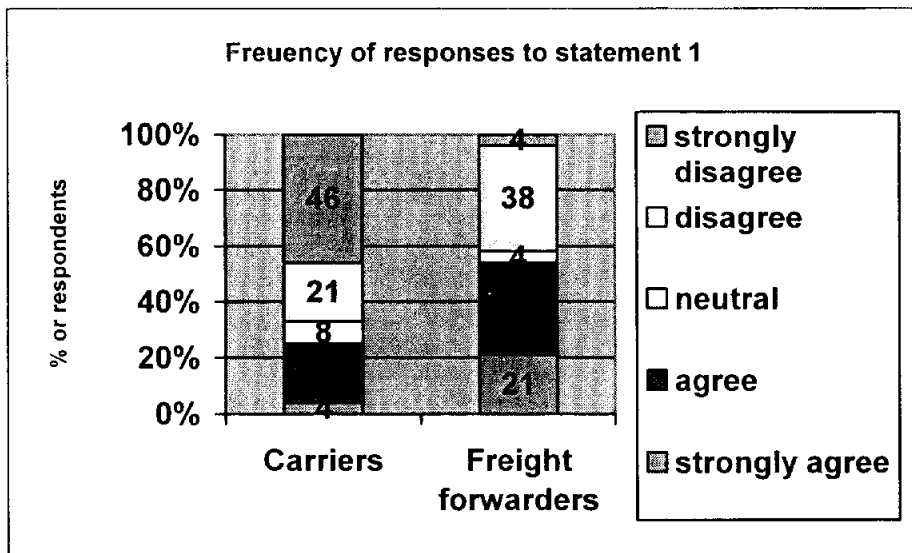 Freuency of responses to statement 1
% or respondents
100%
80%
60%
40%
20%
0%
46
21
8
4
4
38
4
21
Carriers
Freight
forwarders
strongly
disagree
disagree
neutral
agree
strongly agree